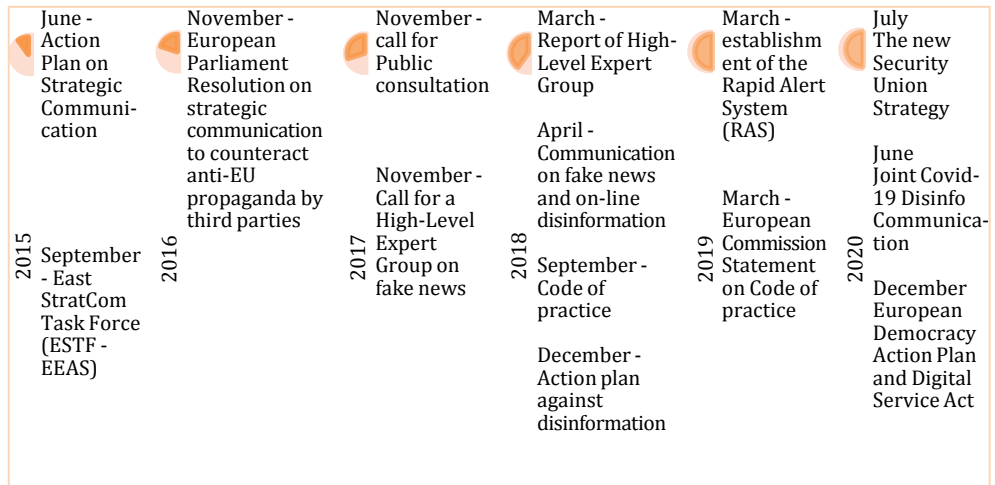 2015
June -
Action
Plan on
Strategic
Communi-
cation
September
- East
StratCom
Task Force
(ESTF -
EEAS)
2016
November -
European
Parliament
Resolution on
strategic
communication
to counteract
anti-EU
propaganda by
third parties
2017
November -
call for
Public
consultation
November -
Call for a
High-Level
Expert
Group on
fake news
2018
March -
Report of High-
Level Expert
Group
April -
Communication
on fake news
and on-line
disinformation
September -
Code of
practice
December -
Action plan
against
disinformation
2019
March -
establishm
ent of the
Rapid Alert
System
(RAS)
March -
European
Commission
Statement
on Code of
practice
2020
July
The new
Security
Union
Strategy
June
Joint Covid-
19 Disinfo
Communica-
tion
December
European
Democracy
Action Plan
and Digital
Service Act